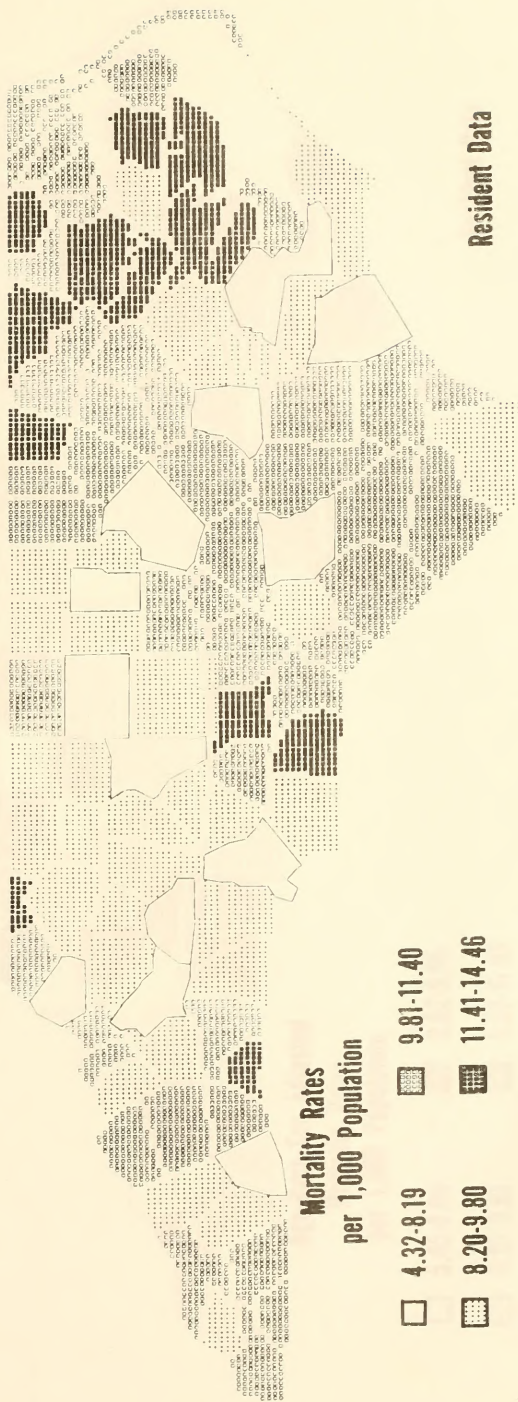 Mortality Rates
per 1,000 Population
4.32-8.19
9.81-11.40
8.20-9.80
11.41-14.46
Resident Data